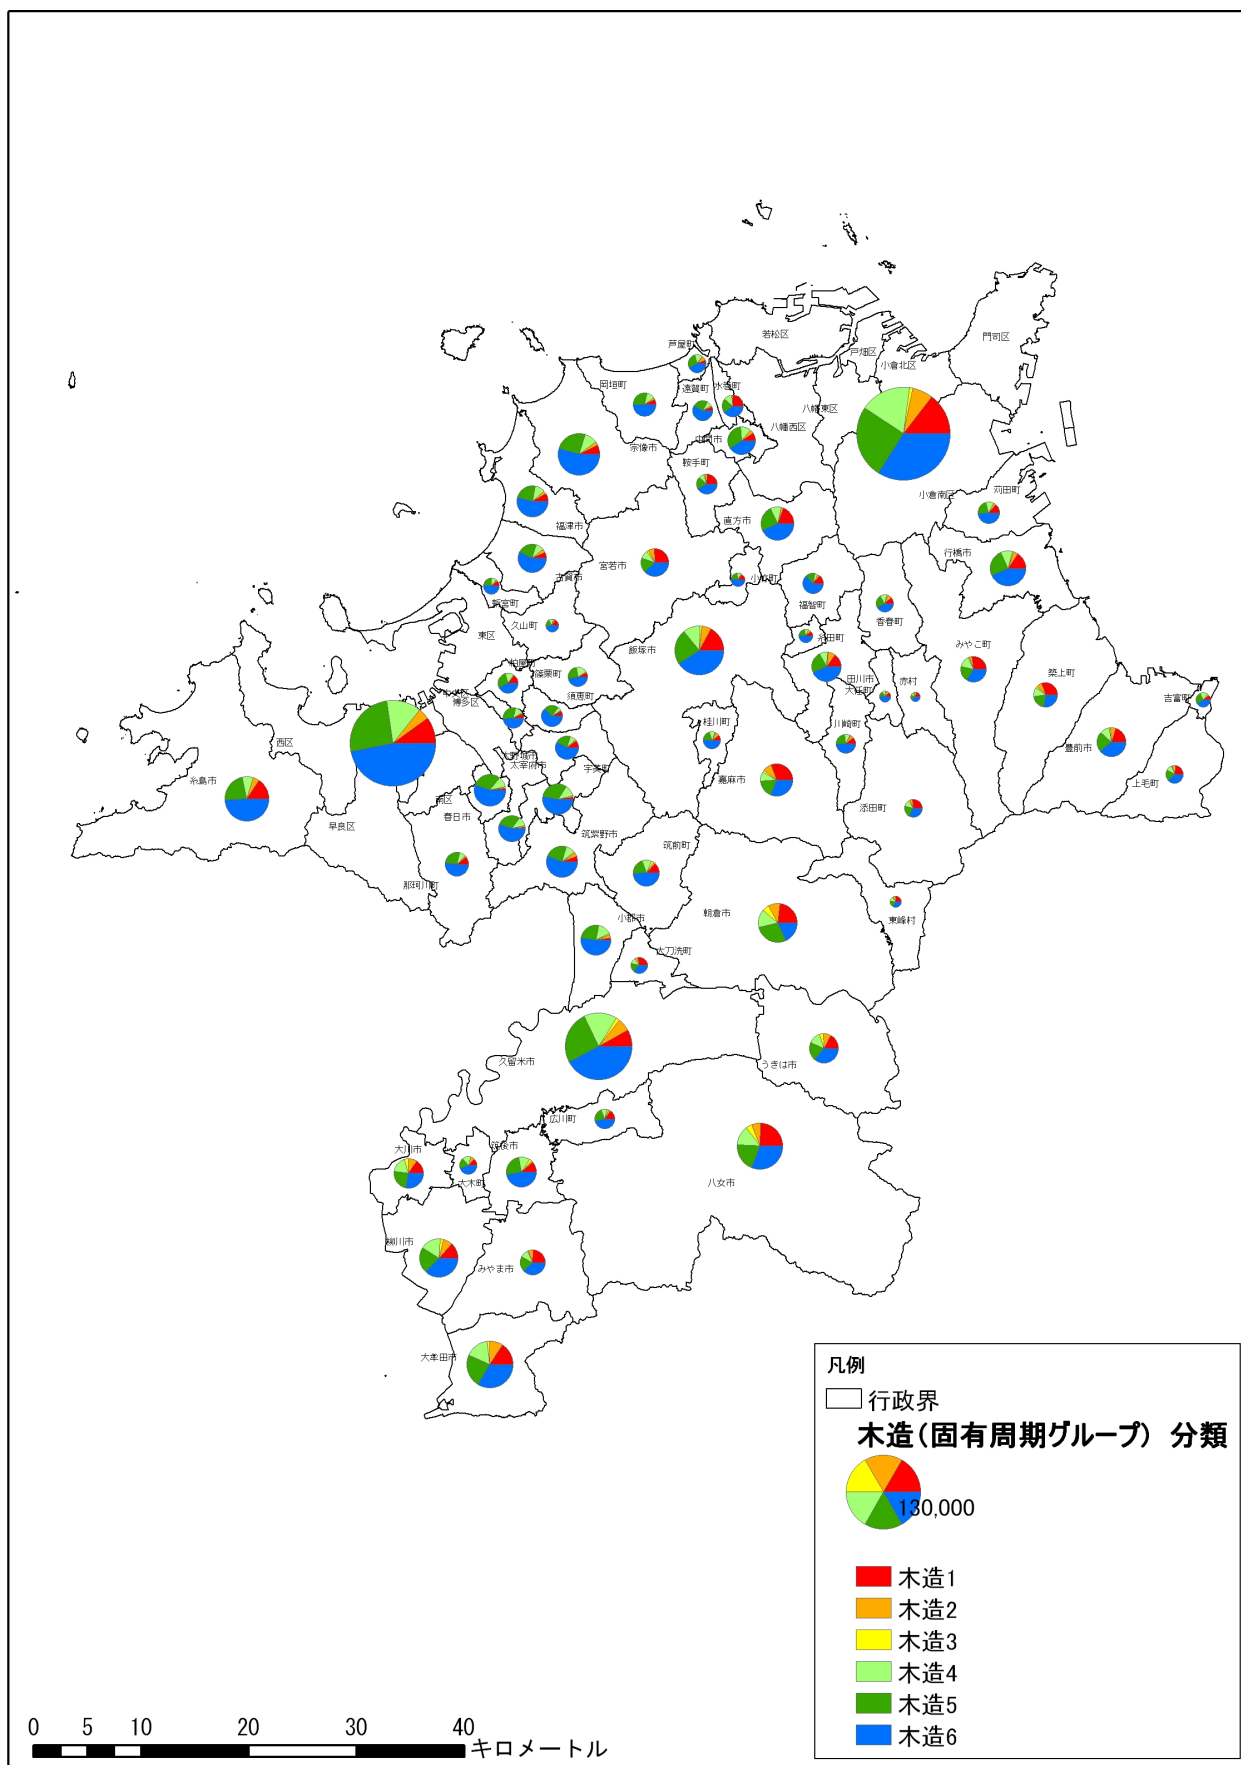 若松区
門司区
戸畑区
芦屋町
小倉北区
岡垣町
遠賀町
水巻町
八幡東区
八幡西区
中間市
宗像市
鞍手町
小倉南区
苅田町
福津市
直方市
行橋市
古賀市
宮若市
小竹町
新宮町
福智町
香春町
久山町
東区
糸田町
飯塚市
みやこ町
粕屋町
篠栗町
田川市
赤村
大任町
築上町
須恵町
吉富町
中央区
博多区
桂川町
川崎町
西区
大野城市
宇美町
豊前市
太宰府市
糸島市
嘉麻市
上毛町
南区
添田町
春日市
早良区
筑紫野市
筑前町
那珂川町
小郡市
朝倉市
東峰村
大刀洗町
久留米市
うきは市
広川町
大川市
筑後市
大木町
八女市
柳川市
みやま市
大牟田市
凡例
行政界
木造(固有周期グループ) 分類
130,000
木造1
木造2
木造3
木造4
木造5
木造6
0 5 10 20 30 40
キロメートル